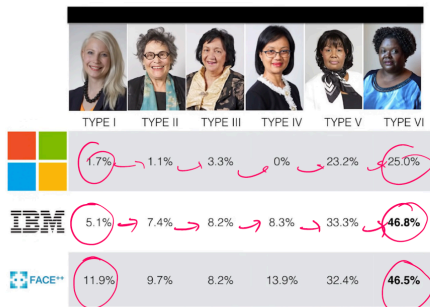 TYPE I TYPE II TYPE III TYPE IV TYPE V TYPE VI
1.7% 1.1% 3.3% 0% 23.2% 25.0%
IBM 5.1% 7.4% 8.2% 8.3% 33.3% 46.8%
FACE++ 11.9% 9.7% 8.2% 13.9% 32.4% 46.5%